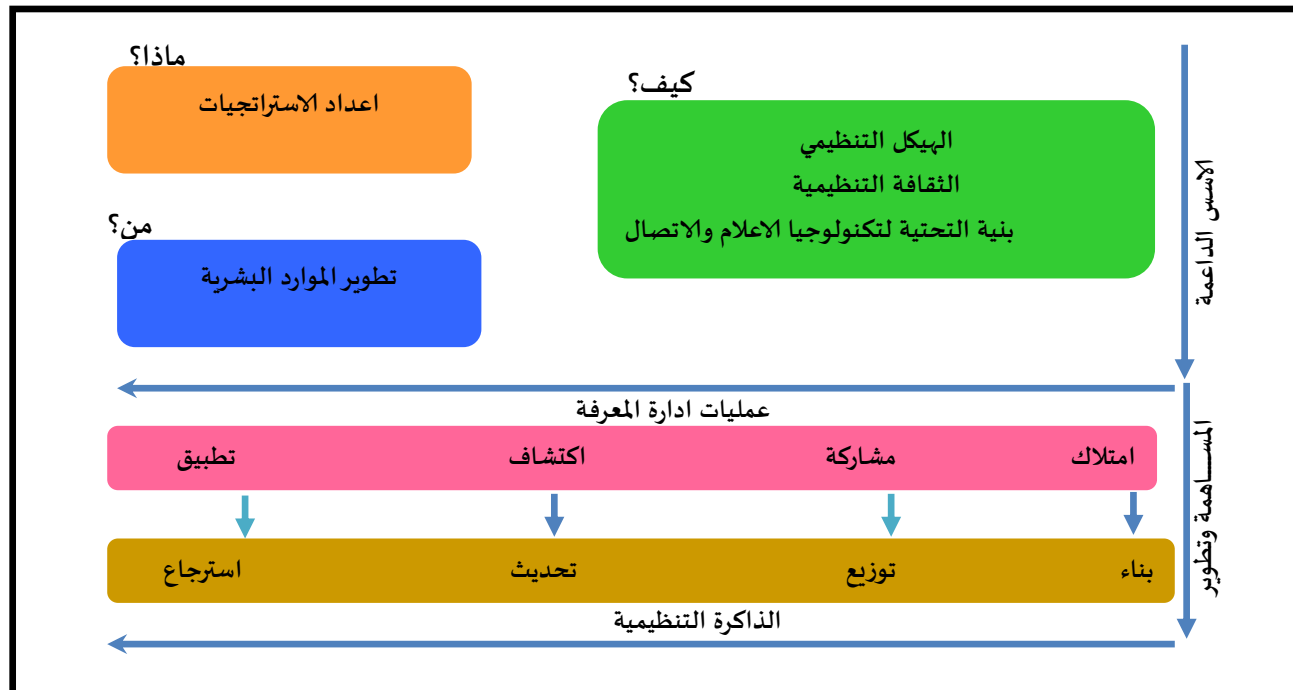 كيف؟
الهيكل التنظيمي
الثقافة التنظيمية
بنية التحتية لتكنولوجيا الاعلام والاتصال
ماذا؟
اعداد الاستراتجيات
من؟
تطوير الموارد البشرية
الاسس الداعمة
عمليات ادارة المعرفة
امتلاك مشاركة اكتشاف تطبيق
بناء توزيع تحديث استرجاع
الذاكرة التنظيمية
المســاهمة وتطوير